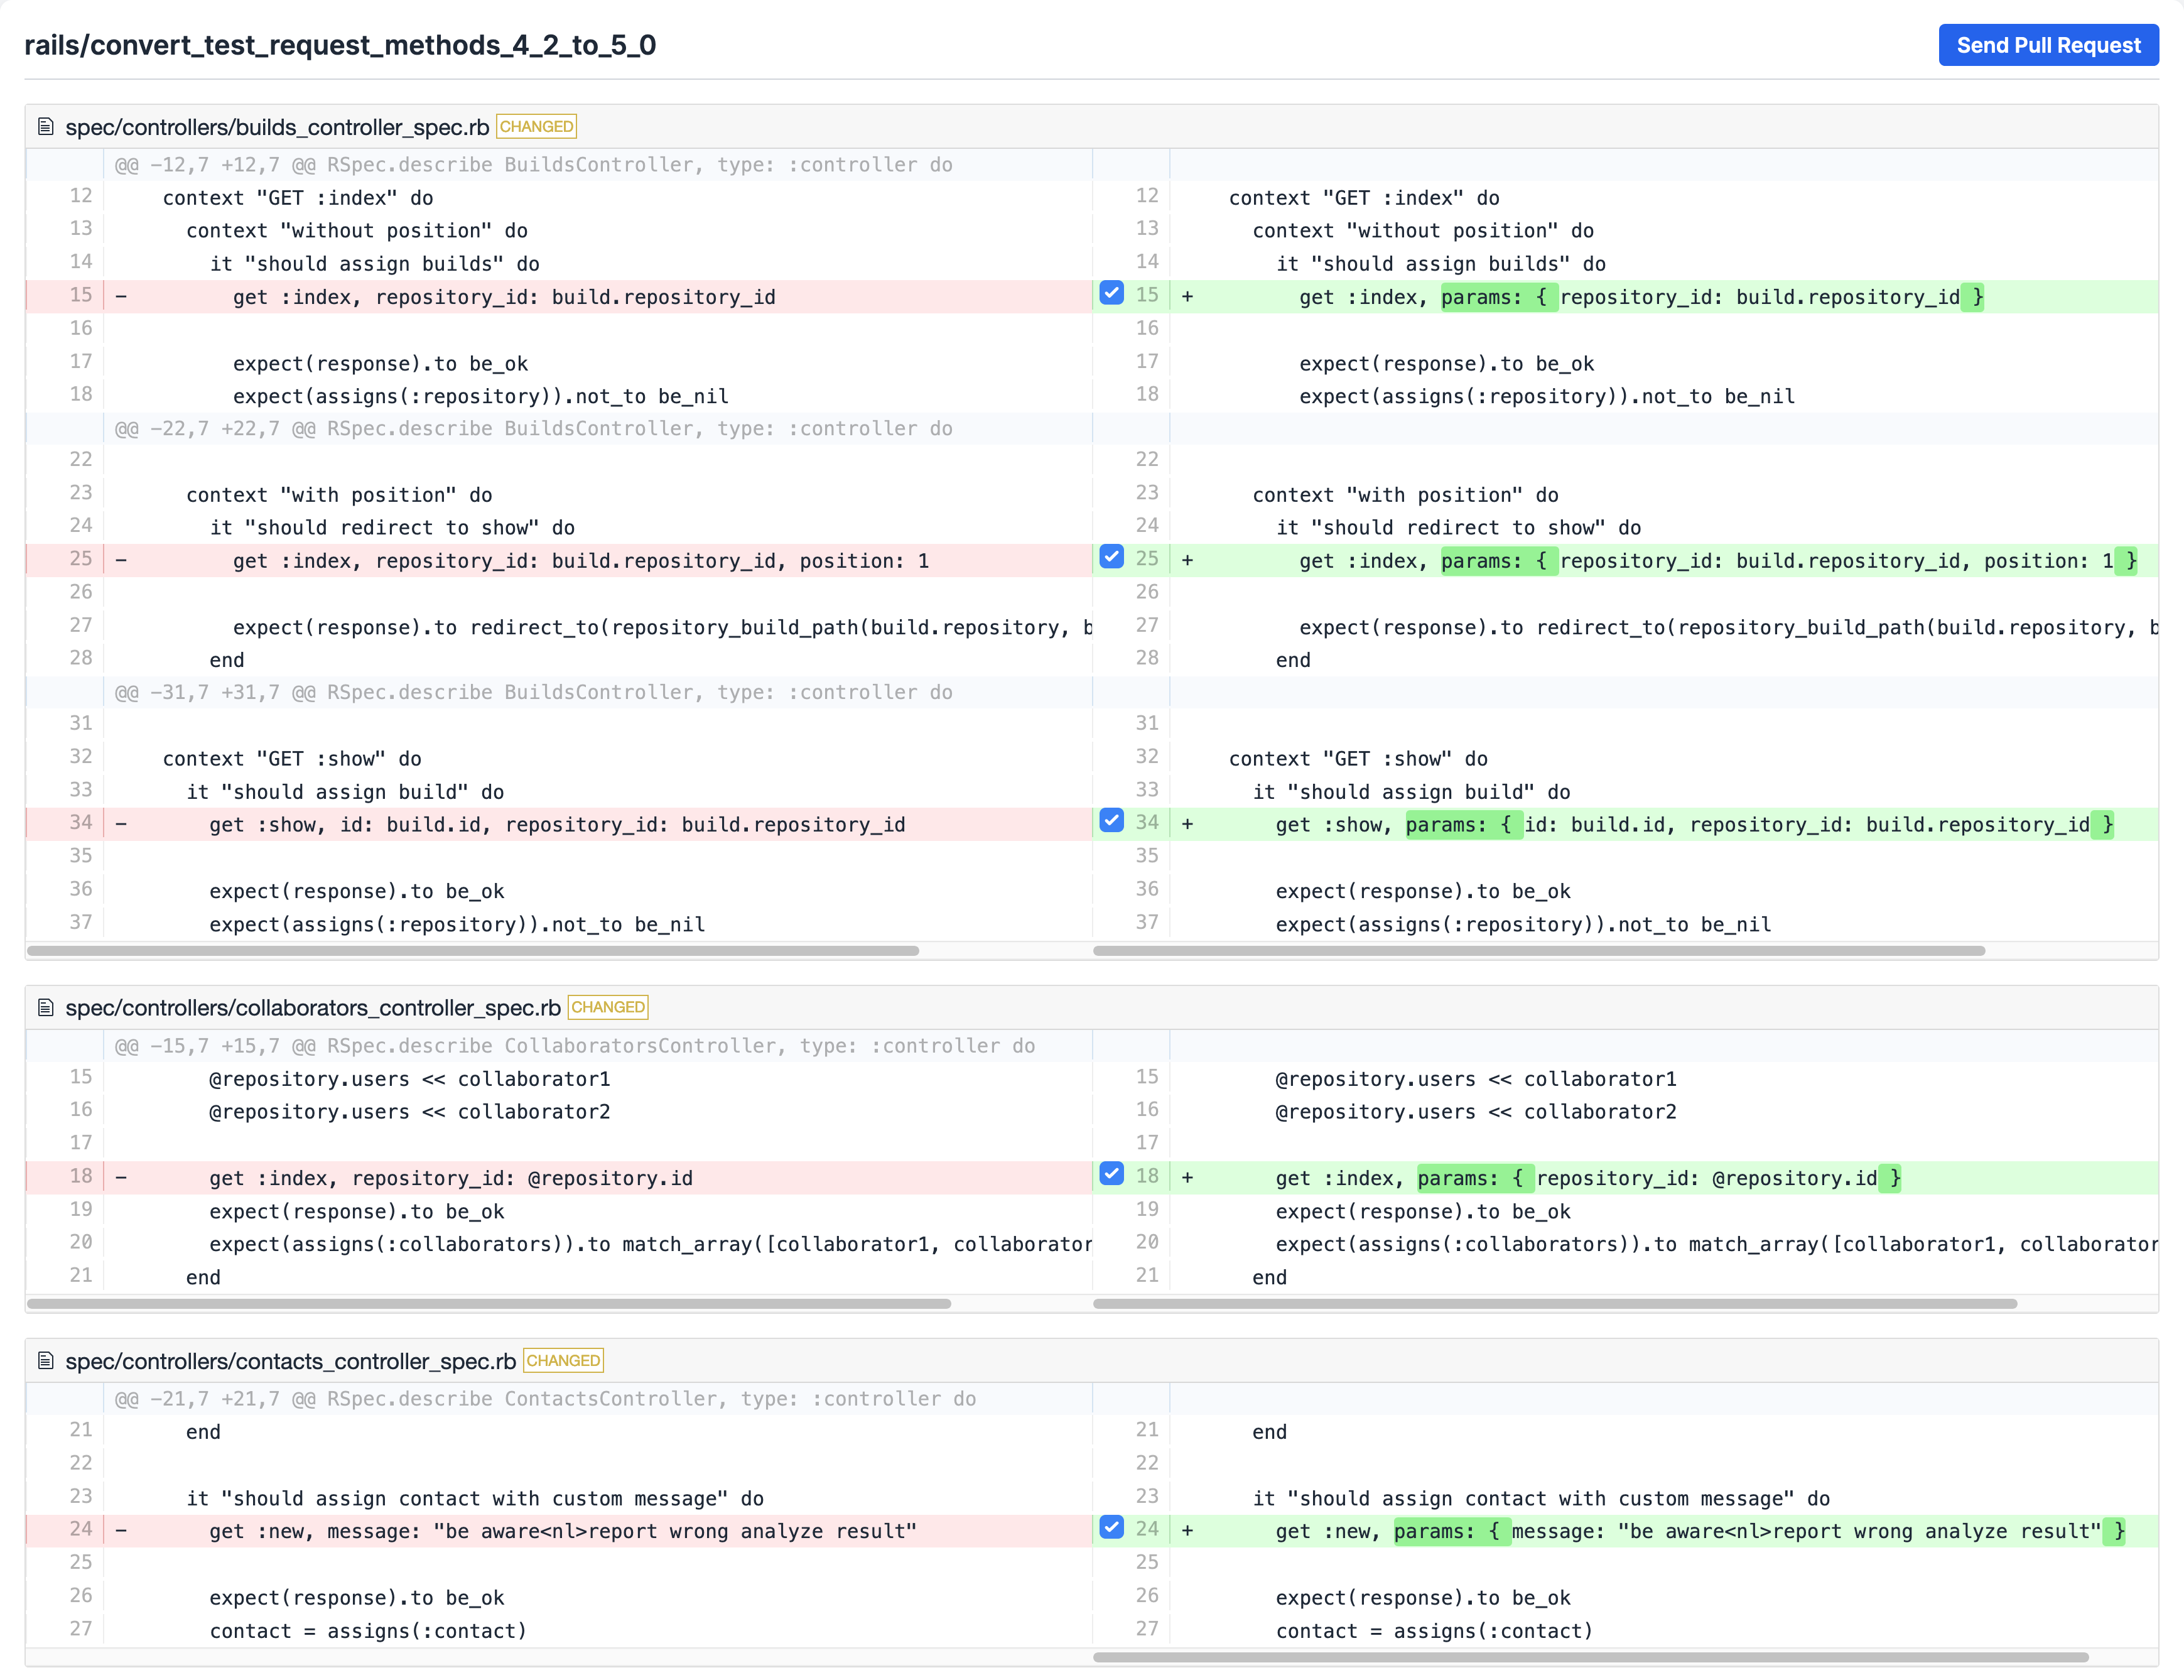 rails/convert_test_request_methods_4_2_to_5_0
Send Pull Request
spec/controllers/builds_controller_spec.rb CHANGED
@@ -12,7 +12,7 @@ RSpec.describe BuildsController, type: :controller do
12 context "GET :index" do 12 context "GET :index" do
13 context "without position" do 13 context "without position" do
14 it "should assign builds" do 14 it "should assign builds" do
15 - get :index, repository_id: build.repository_id 15 + get :index, params: { repository_id: build.repository_id }
16 16
17 expect(response).to be_ok 17 expect(response).to be_ok
18 expect(assigns(:repository)).not_to be_nil 18 expect(assigns(:repository)).not_to be_nil
@@ -22,7 +22,7 @@ RSpec.describe BuildsController, type: :controller do
22 22
23 context "with position" do 23 context "with position" do
24 it "should redirect to show" do 24 it "should redirect to show" do
25 - get :index, repository_id: build.repository_id, position: 1 25 + get :index, params: { repository_id: build.repository_id, position: 1 }
26 26
27 expect(response).to redirect_to(repository_build_path(build.repository, b 27 expect(response).to redirect_to(repository_build_path(build.repository, b
28 end 28 end
@@ -31,7 +31,7 @@ RSpec.describe BuildsController, type: :controller do
31 31
32 context "GET :show" do 32 context "GET :show" do
33 it "should assign build" do 33 it "should assign build" do
34 - get :show, id: build.id, repository_id: build.repository_id 34 + get :show, params: { id: build.id, repository_id: build.repository_id }
35 35
36 expect(response).to be_ok 36 expect(response).to be_ok
37 expect(assigns(:repository)).not_to be_nil 37 expect(assigns(:repository)).not_to be_nil
spec/controllers/collaborators_controller_spec.rb CHANGED
@@ -15,7 +15,7 @@ RSpec.describe CollaboratorsController, type: :controller do
15 @repository.users << collaborator1 15 @repository.users << collaborator1
16 @repository.users << collaborator2 16 @repository.users << collaborator2
17 17
18 - get :index, repository_id: @repository.id 18 + get :index, params: { repository_id: @repository.id }
19 expect(response).to be_ok 19 expect(response).to be_ok
20 expect(assigns(:collaborators)).to match_array([collaborator1, collaborator 20 expect(assigns(:collaborators)).to match_array([collaborator1, collaborator
21 end 21 end
spec/controllers/contacts_controller_spec.rb CHANGED
@@ -21,7 +21,7 @@ RSpec.describe ContactsController, type: :controller do
21 end 21 end
22 22
23 it "should assign contact with custom message" do 23 it "should assign contact with custom message" do
24 - get :new, message: "be aware<nl>report wrong analyze result" 24 + get :new, params: { message: "be aware<nl>report wrong analyze result" }
25 25
26 expect(response).to be_ok 26 expect(response).to be_ok
27 contact = assigns(:contact) 27 contact = assigns(:contact)